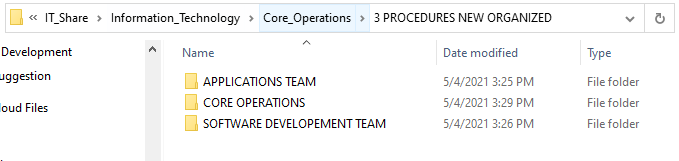 « IT_Share > Information_Technology > Core_Operations > 3 PROCEDURES NEW ORGANIZED
Name Date modified Type
Development
uggestion
APPLICATIONS TEAM 5/4/2021 3:25 PM File folder
loud Files
CORE OPERATIONS 5/4/2021 3:29 PM File folder
SOFTWARE DEVELOPEMENT TEAM 5/4/2021 3:26 PM File folder